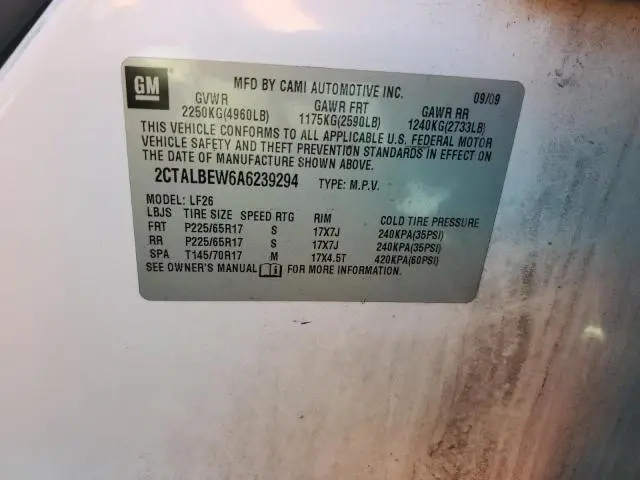 GM
MFD BY CAMI AUTOMOTIVE INC. 09/09
GVWR GAWR FRT GAWR RR
2250KG(4960LB) 1175KG(2590LB) 1240KG(2733LB)
THIS VEHICLE CONFORMS TO ALL APPLICABLE U.S. FEDERAL MOTOR
VEHICLE SAFETY AND THEFT PREVENTION STANDARDS IN EFFECT ON
THE DATE OF MANUFACTURE SHOWN ABOVE.
2CTALBEW6A6239294 TYPE: M.P.V.
MODEL: LF26
LBJS TIRE SIZE SPEED RTG RIM COLD TIRE PRESSURE
FRT P225/65R17 S 17X7J 240KPA(35PSI)
RR P225/65R17 S 17X7J 240KPA(35PSI)
SPA T145/70R17 M 17X4.5T 420KPA(60PSI)
SEE OWNER'S MANUAL FOR MORE INFORMATION.